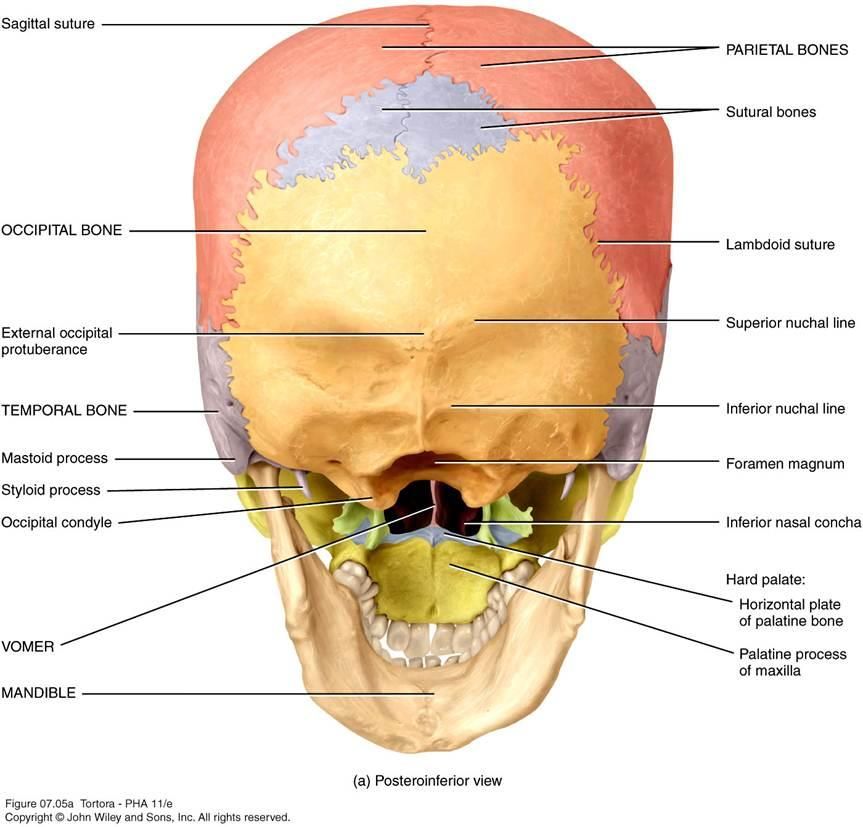 Sagittal suture
PARIETAL BONES
Sutural bones
OCCIPITAL BONE
Lambdoid suture
External occipital
protuberance
Superior nuchal line
TEMPORAL BONE
Inferior nuchal line
Mastoid process
Foramen magnum
Styloid process
Occipital condyle
Inferior nasal concha
Hard palate:
Horizontal plate
of palatine bone
VOMER
Palatine process
of maxilla
MANDIBLE
(a) Posteroinferior view
Figure 07.05a Tortora - PHA 11/e
Copyright © John Wiley and Sons, Inc. All rights reserved.